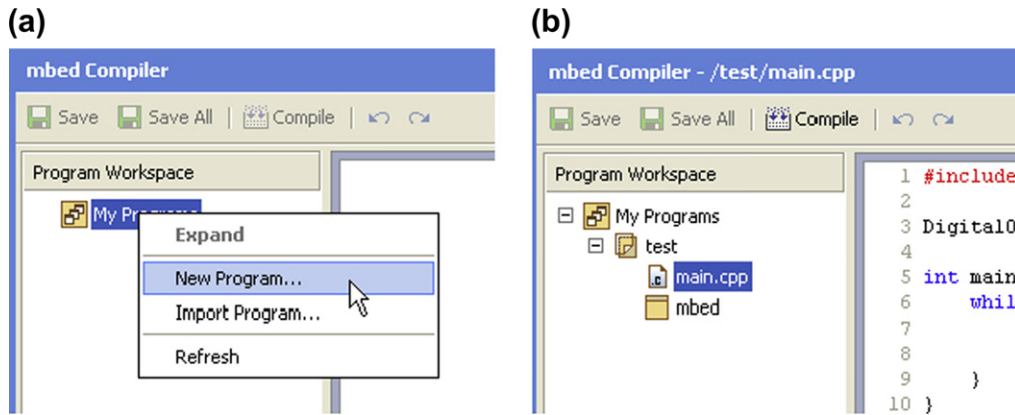 (a)
mbed Compiler
Save Save All | Compile |
Program Workspace
My Programs
Expand
New Program...
Import Program...
Refresh
(b)
mbed Compiler - /test/main.cpp
Save Save All | Compile |
Program Workspace
My Programs
test
main.cpp
mbed
1 #include
2
3 DigitalO
4
5 int main
6 whil
7
8
9 }
10 }